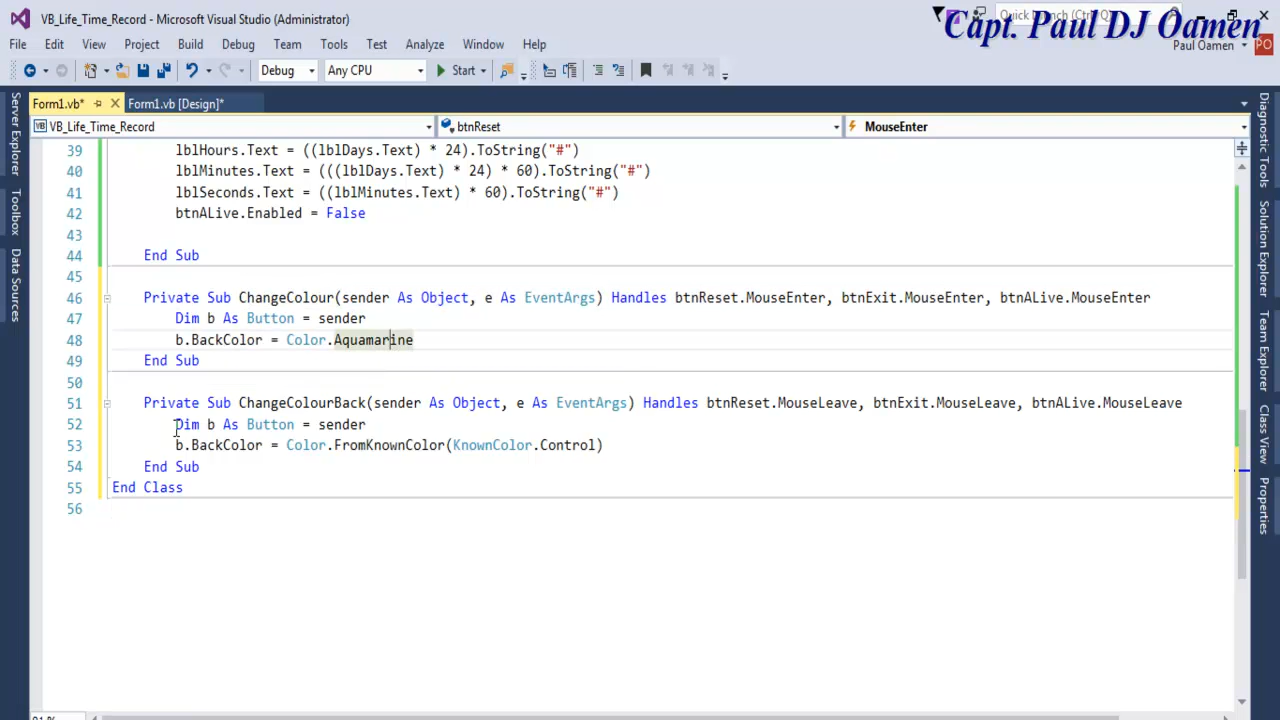 VB_Life_Time_Record - Microsoft Visual Studio (Administrator)
Capt. Paul DJ Oamen
File Edit View Project Build Debug Team Tools Test Analyze Window Help
Paul Oamen PO
Debug Any CPU Start
Form1.vb* Form1.vb [Design]*
VB_Life_Time_Record btnReset MouseEnter
39 lblHours.Text = ((lblDays.Text) * 24).ToString("#")
40 lblMinutes.Text = (((lblDays.Text) * 24) * 60).ToString("#")
41 lblSeconds.Text = ((lblMinutes.Text) * 60).ToString("#")
42 btnALive.Enabled = False
43
44 End Sub
45
46 Private Sub ChangeColour(sender As Object, e As EventArgs) Handles btnReset.MouseEnter, btnExit.MouseEnter, btnALive.MouseEnter
47 Dim b As Button = sender
48 b.BackColor = Color.Aquamarine
49 End Sub
50
51 Private Sub ChangeColourBack(sender As Object, e As EventArgs) Handles btnReset.MouseLeave, btnExit.MouseLeave, btnALive.MouseLeave
52 Dim b As Button = sender
53 b.BackColor = Color.FromKnownColor(KnownColor.Control)
54 End Sub
55 End Class
56
Server Explorer
Toolbox
Data Sources
Diagnostic Tools
Solution Explorer
Team Explorer
Class View
Properties